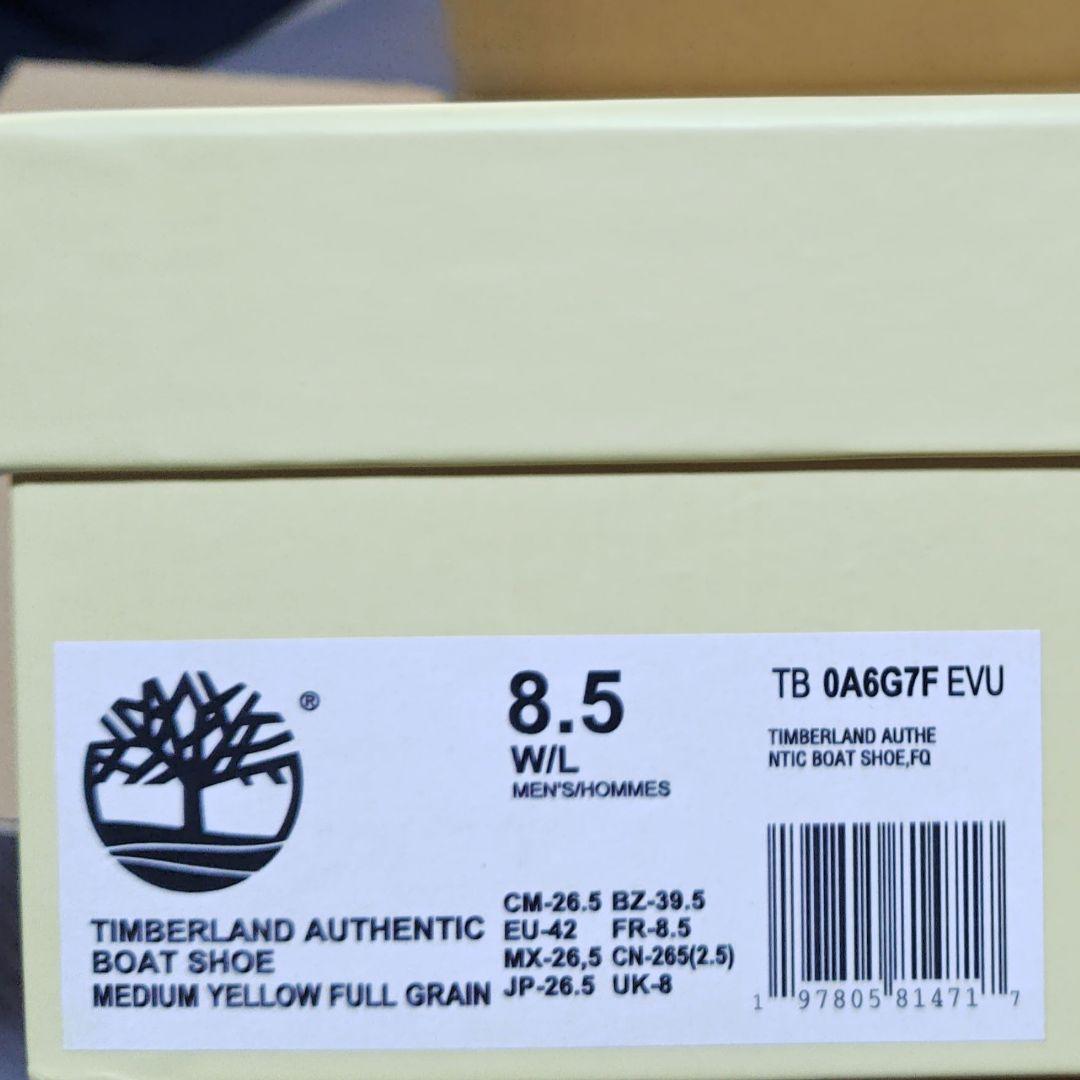 ®
TIMBERLAND AUTHENTIC
BOAT SHOE
MEDIUM YELLOW FULL GRAIN
8.5
W/L
MEN'S/HOMMES
CM-26.5 BZ-39.5
EU-42 FR-8.5
MX-26,5 CN-265(2.5)
JP-26.5 UK-8
TB 0A6G7F EVU
TIMBERLAND AUTHE
NTIC BOAT SHOE,FQ
1 97805 81471 7